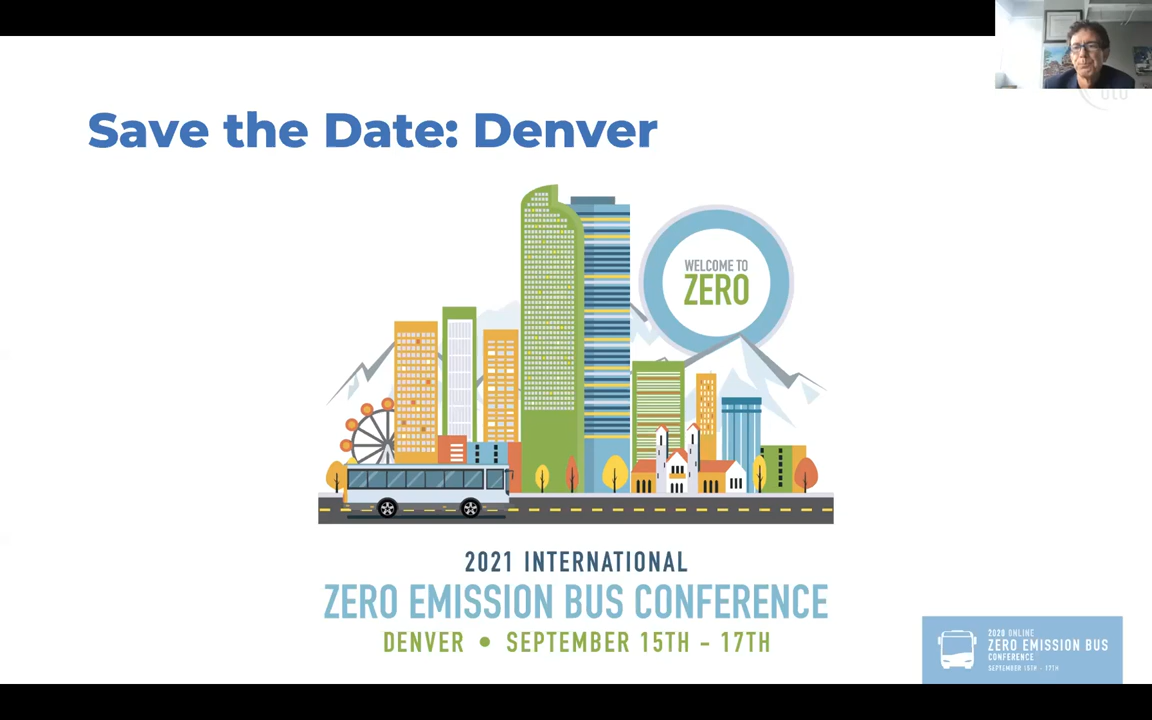 Save the Date: Denver
WELCOME TO
ZERO
2021 INTERNATIONAL
ZERO EMISSION BUS CONFERENCE
DENVER • SEPTEMBER 15TH - 17TH
2020 ONLINE
ZERO EMISSION BUS
CONFERENCE
SEPTEMBER 15TH - 17TH